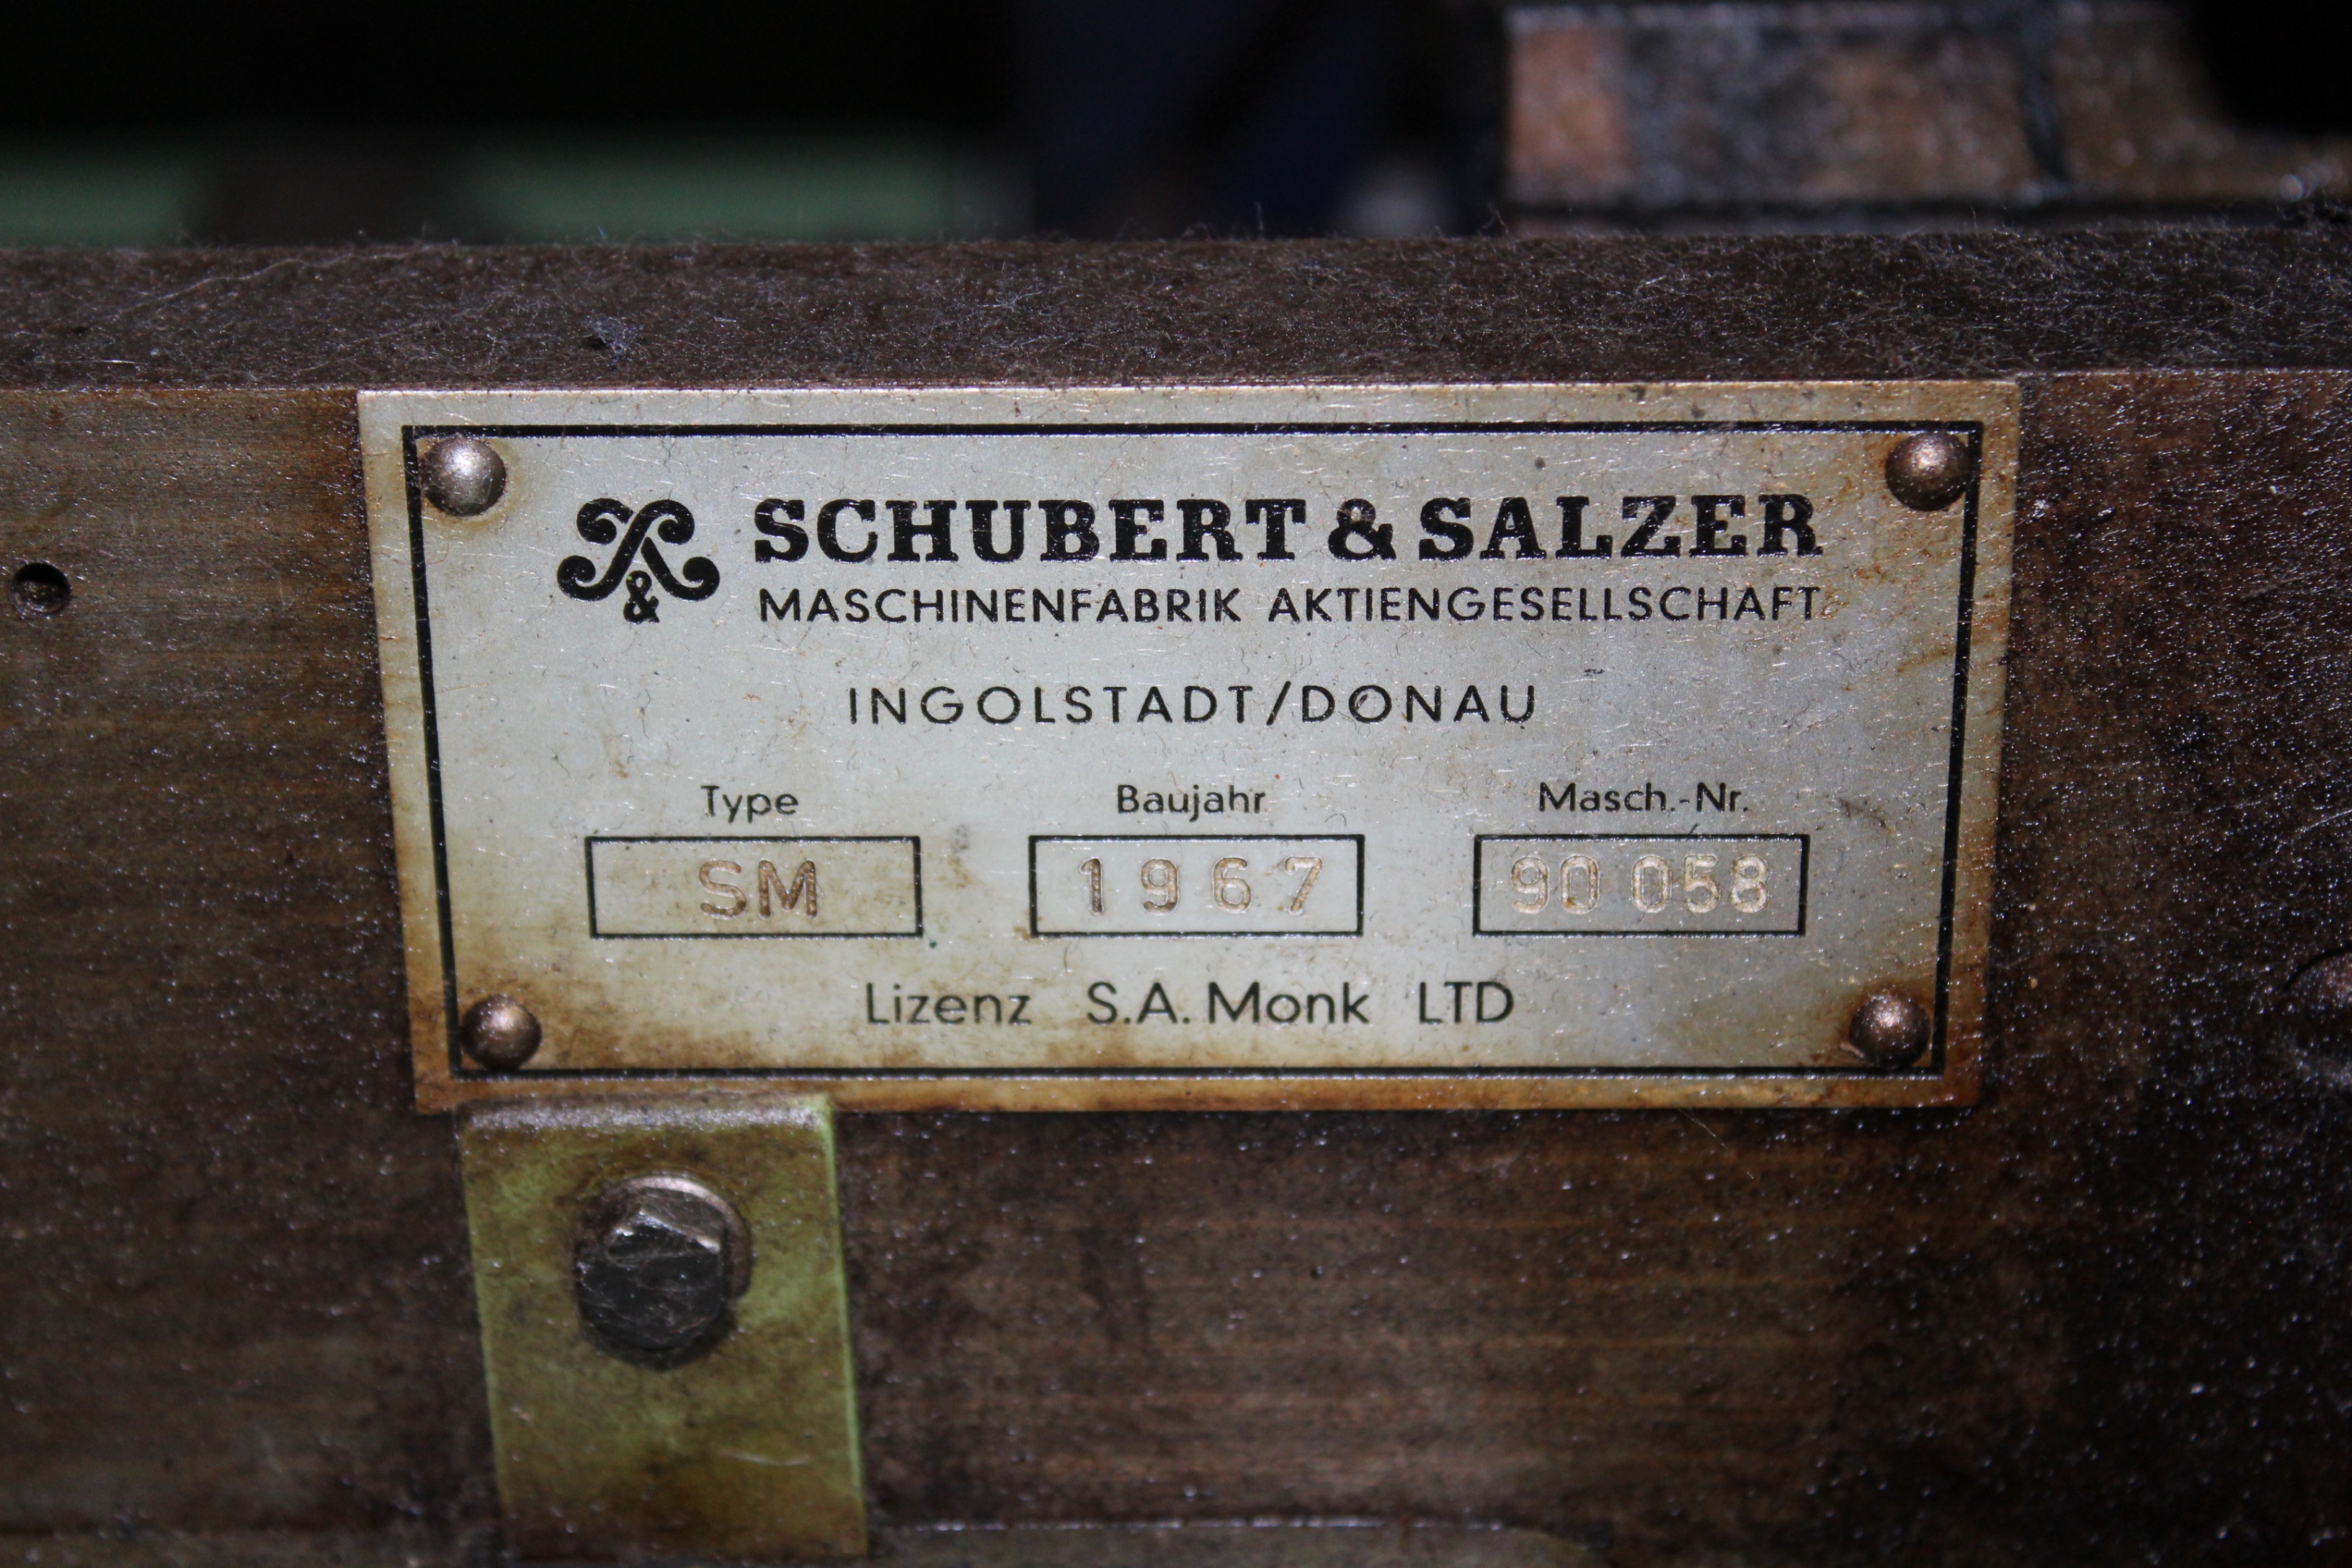 SCHUBERT & SALZER
&
MASCHINENFABRIK AKTIENGESELLSCHAFT
INGOLSTADT/DONAU
Type Baujahr Masch.-Nr.
SM 1967 90 058
Lizenz S.A. Monk LTD